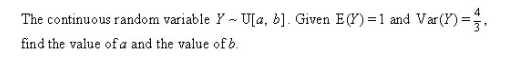 The continuous random variable Y ~ U[a, b]. Given E(Y) = 1 and Var(Y) = 4/3,
find the value of a and the value of b.